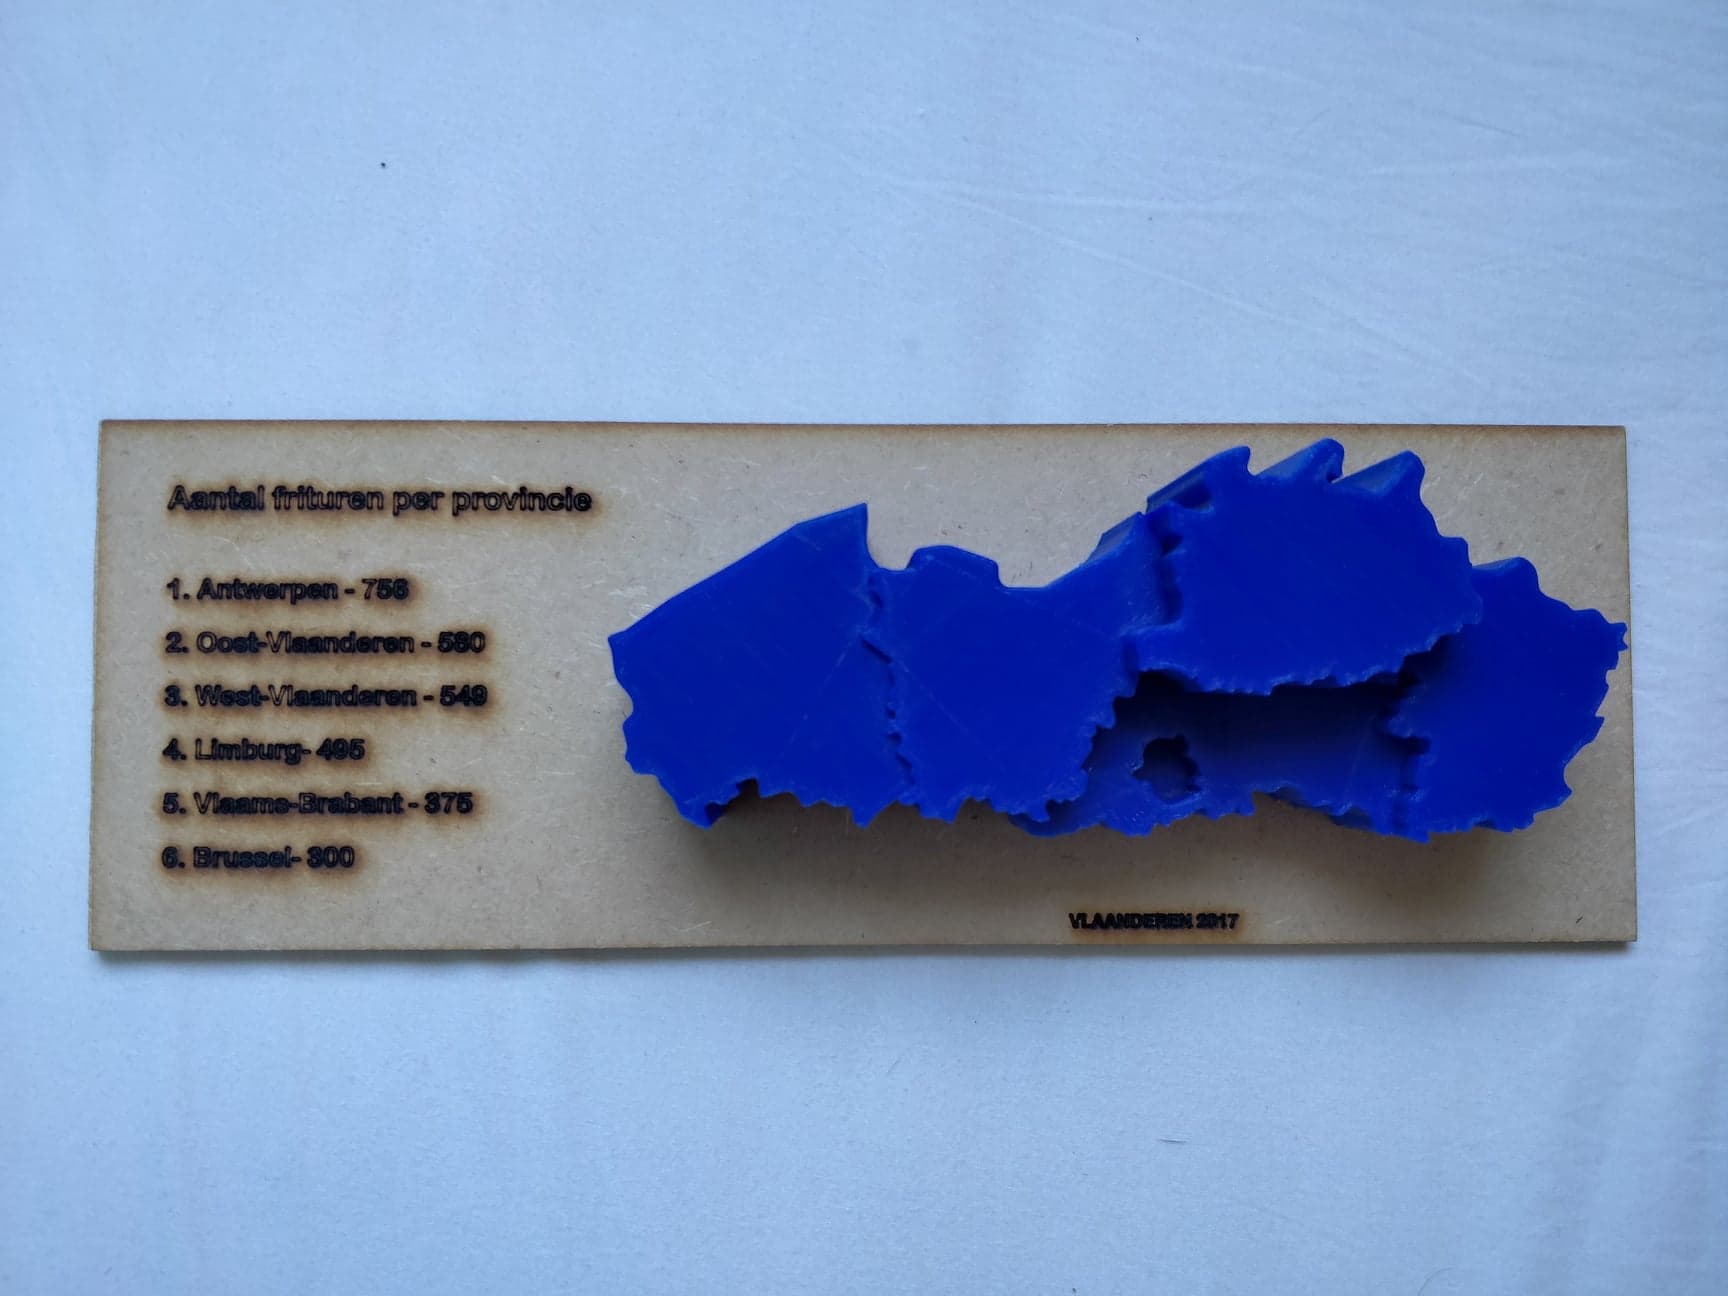 Aantal frituren per provincie
1. Antwerpen - 756
2. Oost-Vlaanderen - 580
3. West-Vlaanderen - 549
4. Limburg- 495
5. Vlaams-Brabant - 375
6. Brussel- 300
VLAANDEREN 2017